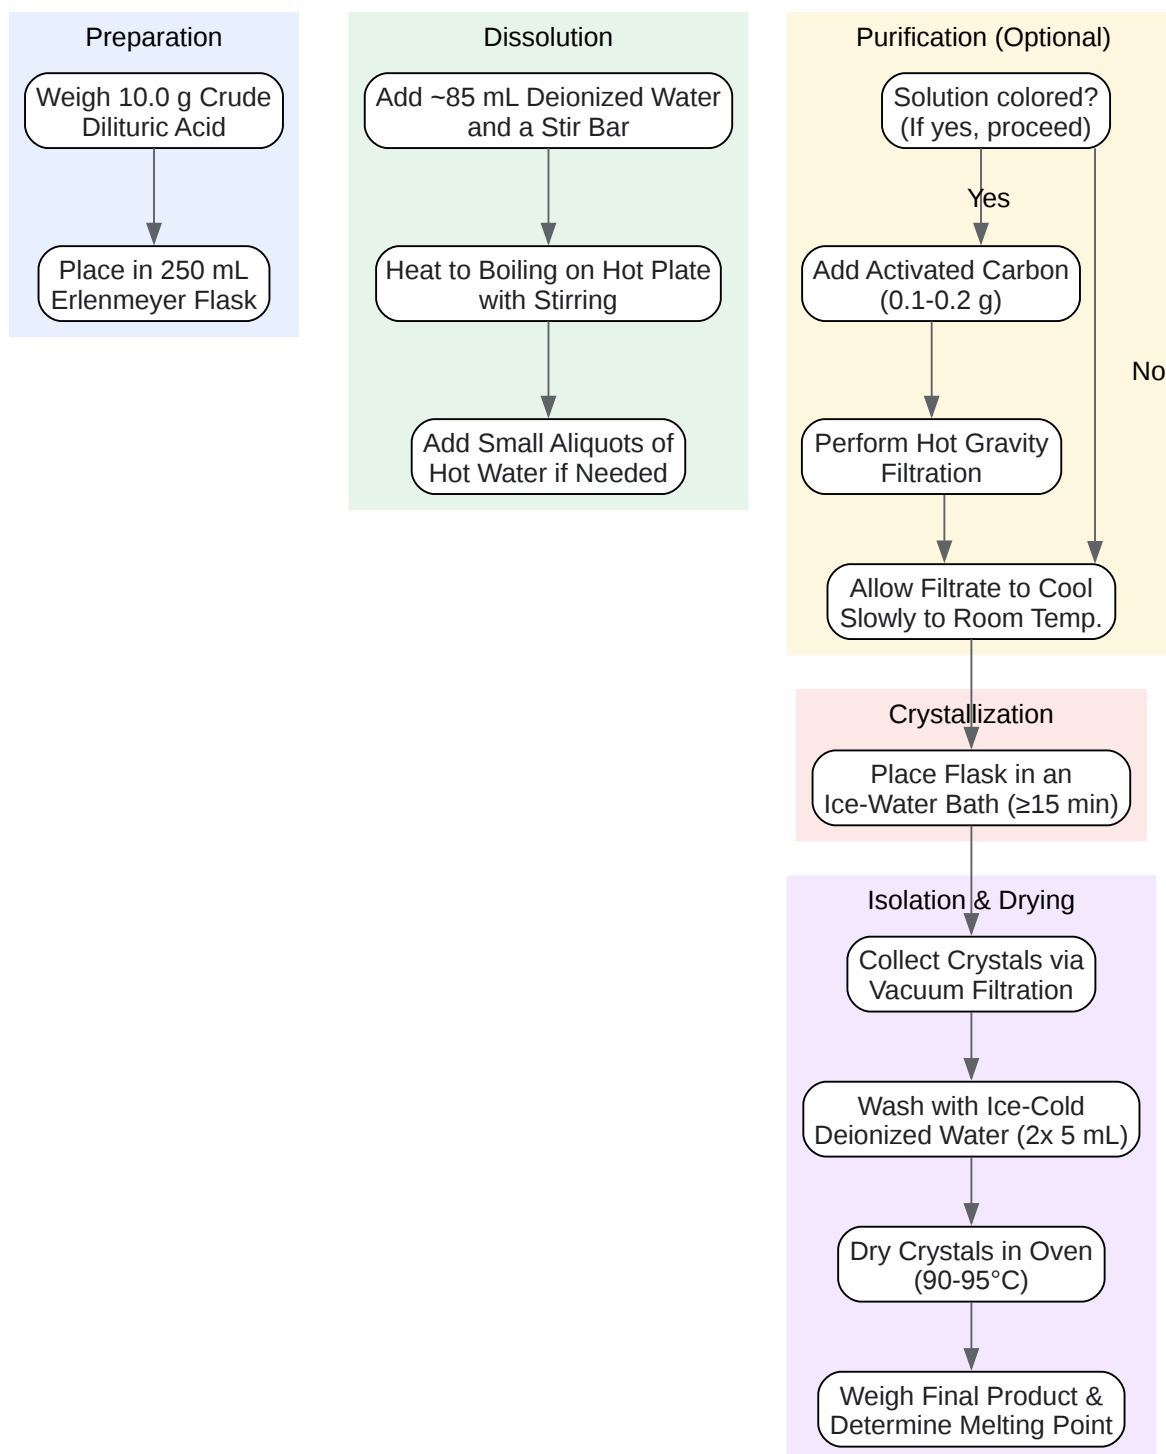 Preparation
Weigh 10.0 g Crude
Dilituric Acid
Place in 250 mL
Erlenmeyer Flask
Dissolution
Add ~85 mL Deionized Water
and a Stir Bar
Heat to Boiling on Hot Plate
with Stirring
Add Small Aliquots of
Hot Water if Needed
Purification (Optional)
Solution colored?
(If yes, proceed)
Yes
Add Activated Carbon
(0.1-0.2 g)
No
Perform Hot Gravity
Filtration
Allow Filtrate to Cool
Slowly to Room Temp.
Crystallization
Place Flask in an
Ice-Water Bath (≥15 min)
Isolation & Drying
Collect Crystals via
Vacuum Filtration
Wash with Ice-Cold
Deionized Water (2x 5 mL)
Dry Crystals in Oven
(90-95°C)
Weigh Final Product &
Determine Melting Point